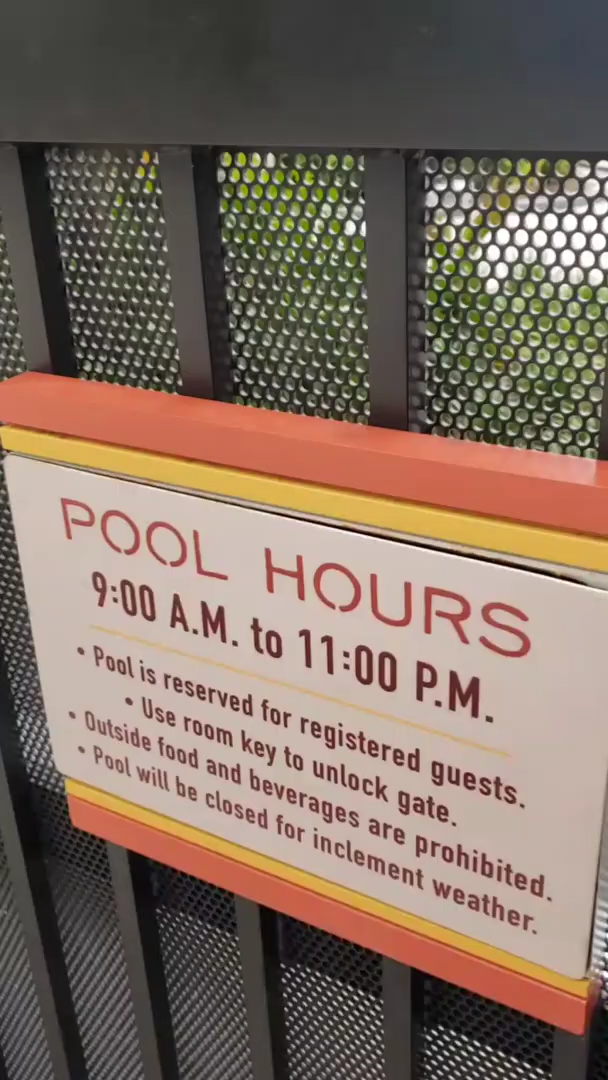 POOL HOURS
9:00 A.M. to 11:00 P.M.
• Pool is reserved for registered guests.
• Use room key to unlock gate.
• Outside food and beverages are prohibited.
• Pool will be closed for inclement weather.